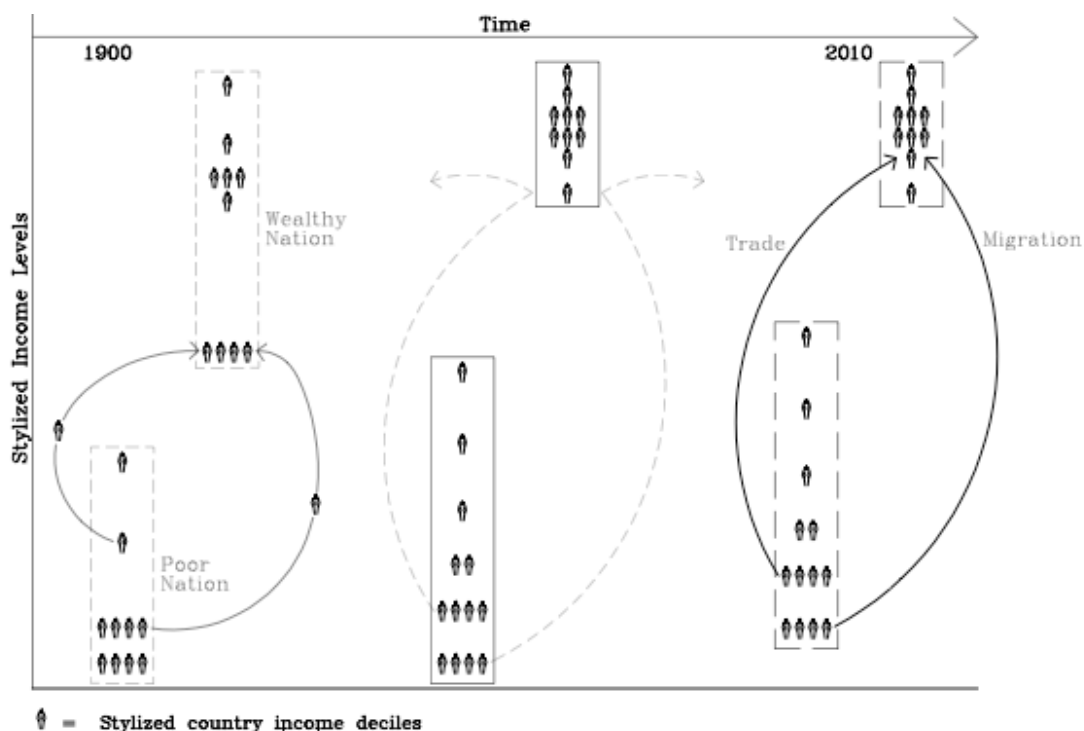 Time
1900
2010
Wealthy
Nation
Trade
Migration
Stylized Income Levels
Poor
Nation
= Stylized country income deciles